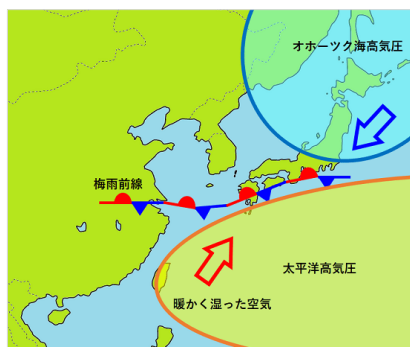 オホーツク海高気圧
梅雨前線
太平洋高気圧
暖かく湿った空気